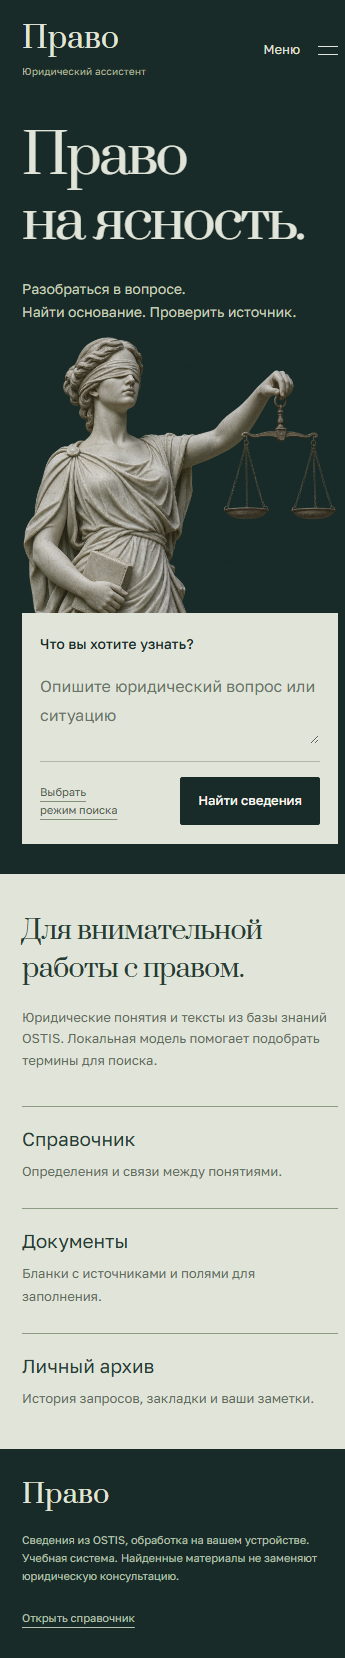 Право
Юридический ассистент
Меню
Право
на ясность.
Разобраться в вопросе.
Найти основание. Проверить источник.
Что вы хотите узнать?
Опишите юридический вопрос или
ситуацию
Выбрать
режим поиска
Найти сведения
Для внимательной
работы с правом.
Юридические понятия и тексты из базы знаний
OSTIS. Локальная модель помогает подобрать
термины для поиска.
Справочник
Определения и связи между понятиями.
Документы
Бланки с источниками и полями для
заполнения.
Личный архив
История запросов, закладки и ваши заметки.
Право
Сведения из OSTIS, обработка на вашем устройстве.
Учебная система. Найденные материалы не заменяют
юридическую консультацию.
Открыть справочник